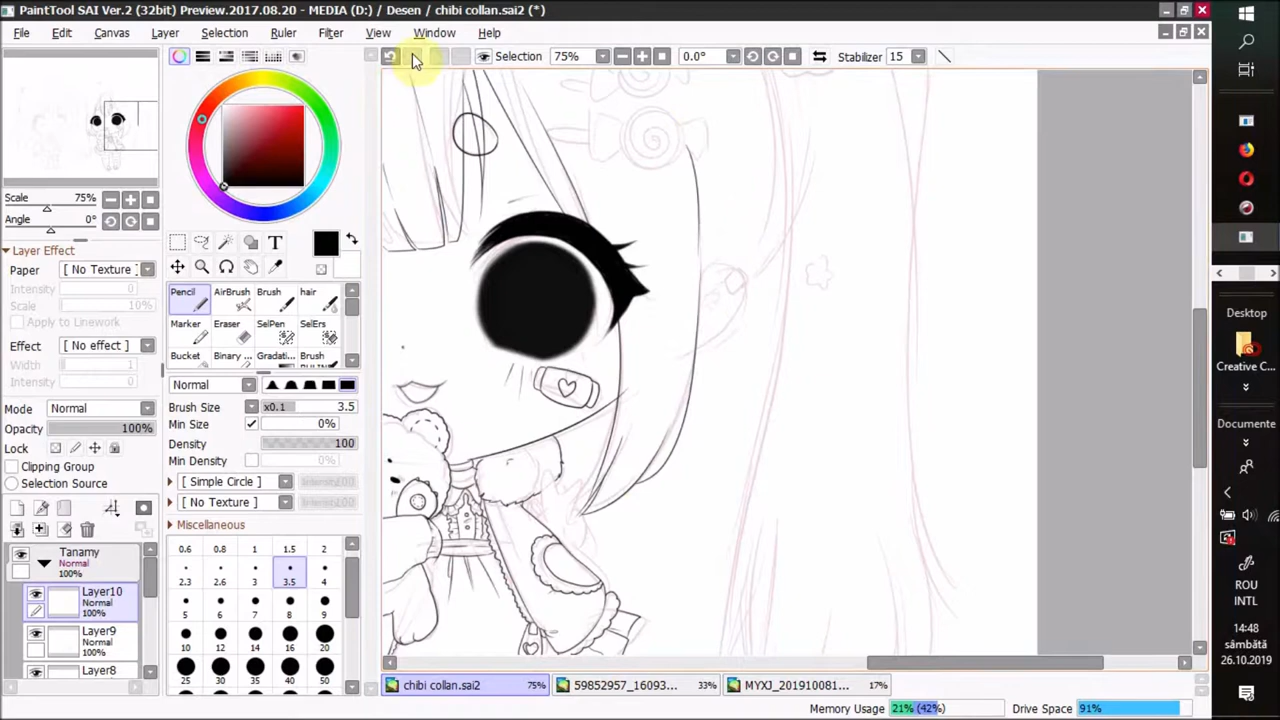 PaintTool SAI Ver.2 (32bit) Preview.2017.08.20 - MEDIA (D:) / Desen / chibi collan.sai2 (*)
File Edit Canvas Layer Selection Ruler Filter View Window Help
Selection 75% 0.0° Stabilizer 15
Scale 75%
Angle 0°
Layer Effect
Paper [ No Texture ]
Intensity 0
Scale 10%
Apply to Linework
Effect [ No effect ]
Width 1
Intensity
Mode Normal
Opacity 100%
Lock
Clipping Group
Selection Source
Tanamy
Normal
100%
Layer10
Normal
100%
Layer9
Normal
100%
Layer8
T
Pencil AirBrush Brush hair
Marker Eraser SelPen SelErs
Bucket Binary ... Gradati... Brush
Normal
Brush Size x0.1 3.5
Min Size 0%
Density 100
Min Density
[ Simple Circle ]
[ No Texture ]
Miscellaneous
0.6 0.8 1 1.5 2
2.3 2.6 3 3.5 4
5 6 7 8 9
10 12 14 16 20
25 30 35 40 50
chibi collan.sai2 75% 59852957_16093... 33% MYXJ_201910081... 17%
Memory Usage 21% (42%) Drive Space 91%
Desktop
Creative C...
Documente
ROU
INTL
14:48
sâmbătă
26.10.2019